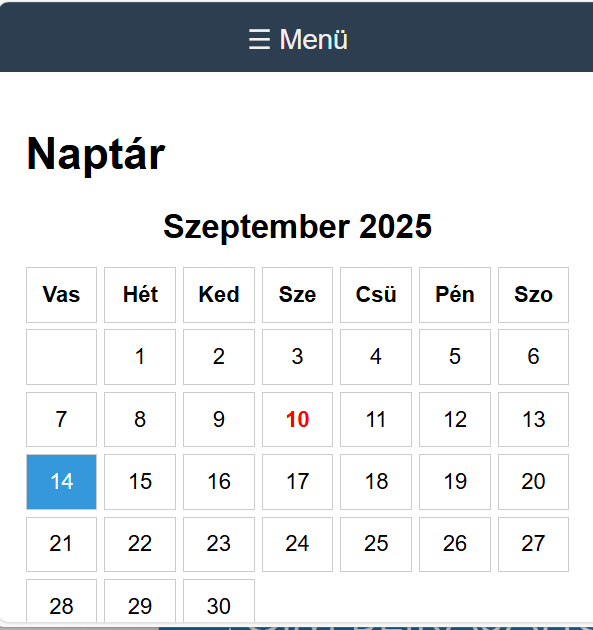 ☰ Menü
Naptár
Szeptember 2025
Vas Hét Ked Sze Csü Pén Szo
1 2 3 4 5 6
7 8 9 10 11 12 13
14 15 16 17 18 19 20
21 22 23 24 25 26 27
28 29 30